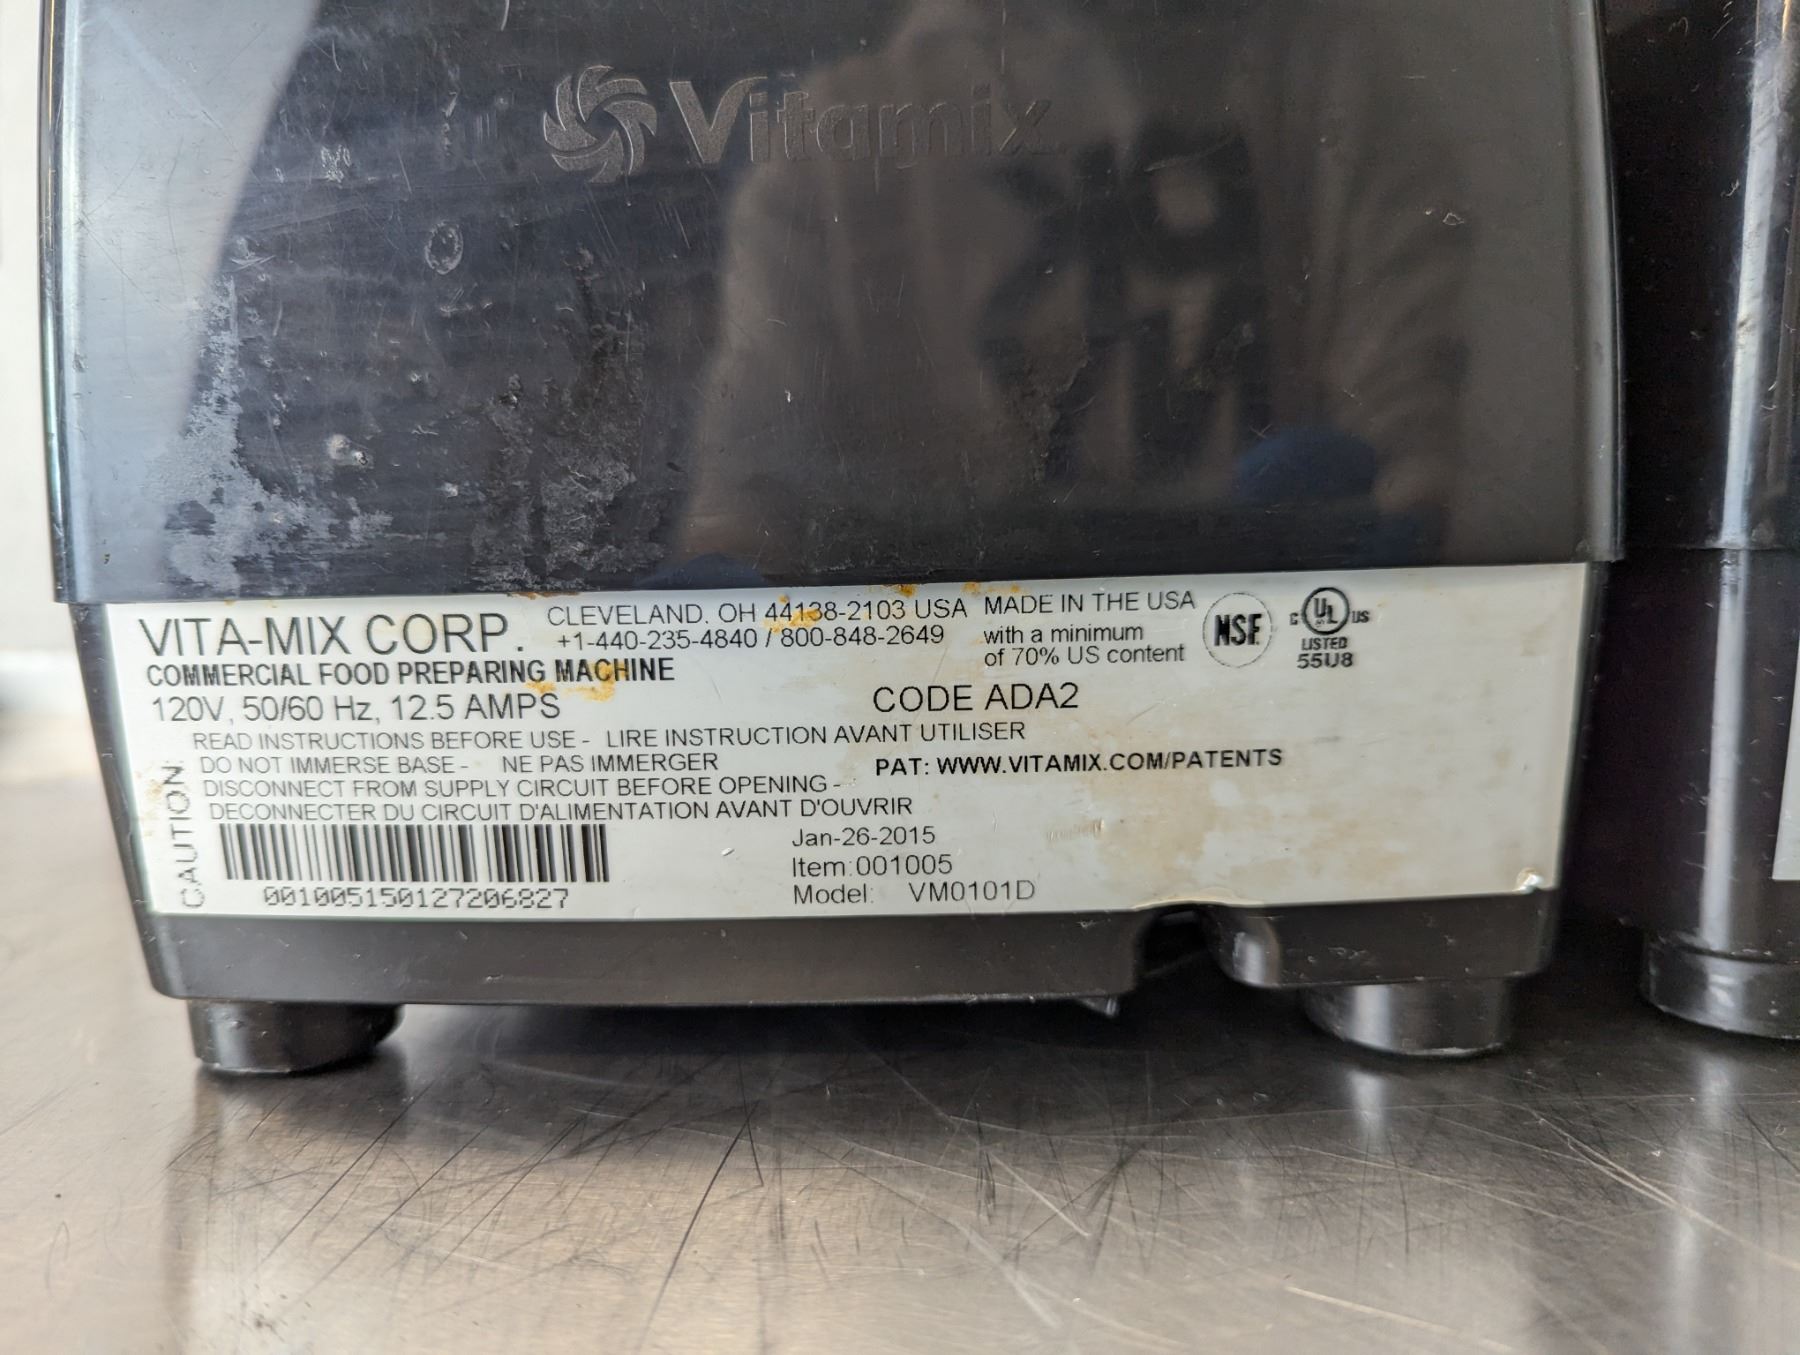 Vitamix
VITA-MIX CORP.
CLEVELAND, OH 44138-2103 USA
+1-440-235-4840 / 800-848-2649
MADE IN THE USA
with a minimum
of 70% US content
NSF
C UL US
LISTED
55U8
COMMERCIAL FOOD PREPARING MACHINE
120V, 50/60 Hz, 12.5 AMPS
CODE ADA2
CAUTION:
READ INSTRUCTIONS BEFORE USE - LIRE INSTRUCTION AVANT UTILISER
DO NOT IMMERSE BASE - NE PAS IMMERGER
PAT: WWW.VITAMIX.COM/PATENTS
DISCONNECT FROM SUPPLY CIRCUIT BEFORE OPENING -
DECONNECTER DU CIRCUIT D'ALIMENTATION AVANT D'OUVRIR
001005150127206827
Jan-26-2015
Item:001005
Model: VM0101D